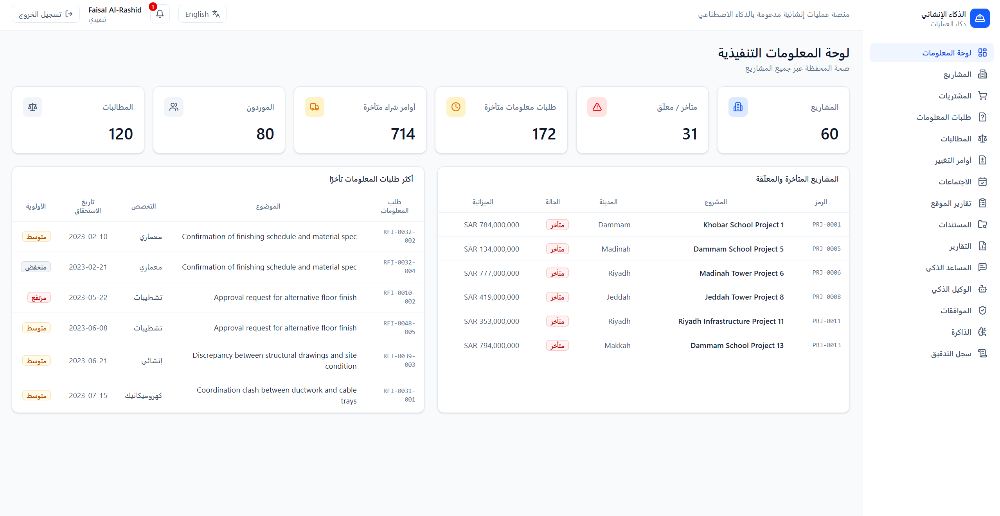 الذكاء الإنشائي
ذكاء العمليات
لوحة المعلومات
المشاريع
المشتريات
طلبات المعلومات
المطالبات
أوامر التغيير
الاجتماعات
تقارير الموقع
المستندات
التقارير
المساعد الذكي
الوكيل الذكي
الموافقات
الذاكرة
سجل التدقيق
منصة عمليات إنشائية مدعومة بالذكاء الاصطناعي
English
1
Faisal Al-Rashid
تنفيذي
تسجيل الخروج
لوحة المعلومات التنفيذية
صحة المحفظة عبر جميع المشاريع
المشاريع
60
متأخر / معلّق
31
طلبات معلومات متأخرة
172
أوامر شراء متأخرة
714
الموردون
80
المطالبات
120
المشاريع المتأخرة والمعلّقة
الرمز المشروع المدينة الحالة الميزانية
PRJ-0001 Khobar School Project 1 Dammam متأخر SAR 784,000,000
PRJ-0005 Dammam School Project 5 Madinah متأخر SAR 134,000,000
PRJ-0006 Madinah Tower Project 6 Riyadh متأخر SAR 777,000,000
PRJ-0008 Jeddah Tower Project 8 Jeddah متأخر SAR 419,000,000
PRJ-0011 Riyadh Infrastructure Project 11 Riyadh متأخر SAR 353,000,000
PRJ-0013 Dammam School Project 13 Makkah متأخر SAR 794,000,000
أكثر طلبات المعلومات تأخرًا
طلب
المعلومات
الموضوع
التخصص
تاريخ
الاستحقاق
الأولوية
RFI-0032-
002
Confirmation of finishing schedule and material spec
معماري
2023-02-10
متوسط
RFI-0032-
004
Confirmation of finishing schedule and material spec
معماري
2023-02-21
منخفض
RFI-0010-
002
Approval request for alternative floor finish
تشطيبات
2023-05-22
مرتفع
RFI-0048-
005
Approval request for alternative floor finish
تشطيبات
2023-06-08
متوسط
RFI-0039-
003
Discrepancy between structural drawings and site
condition
إنشائي
2023-06-21
متوسط
RFI-0031-
001
Coordination clash between ductwork and cable
trays
كهروميكانيك
2023-07-15
متوسط